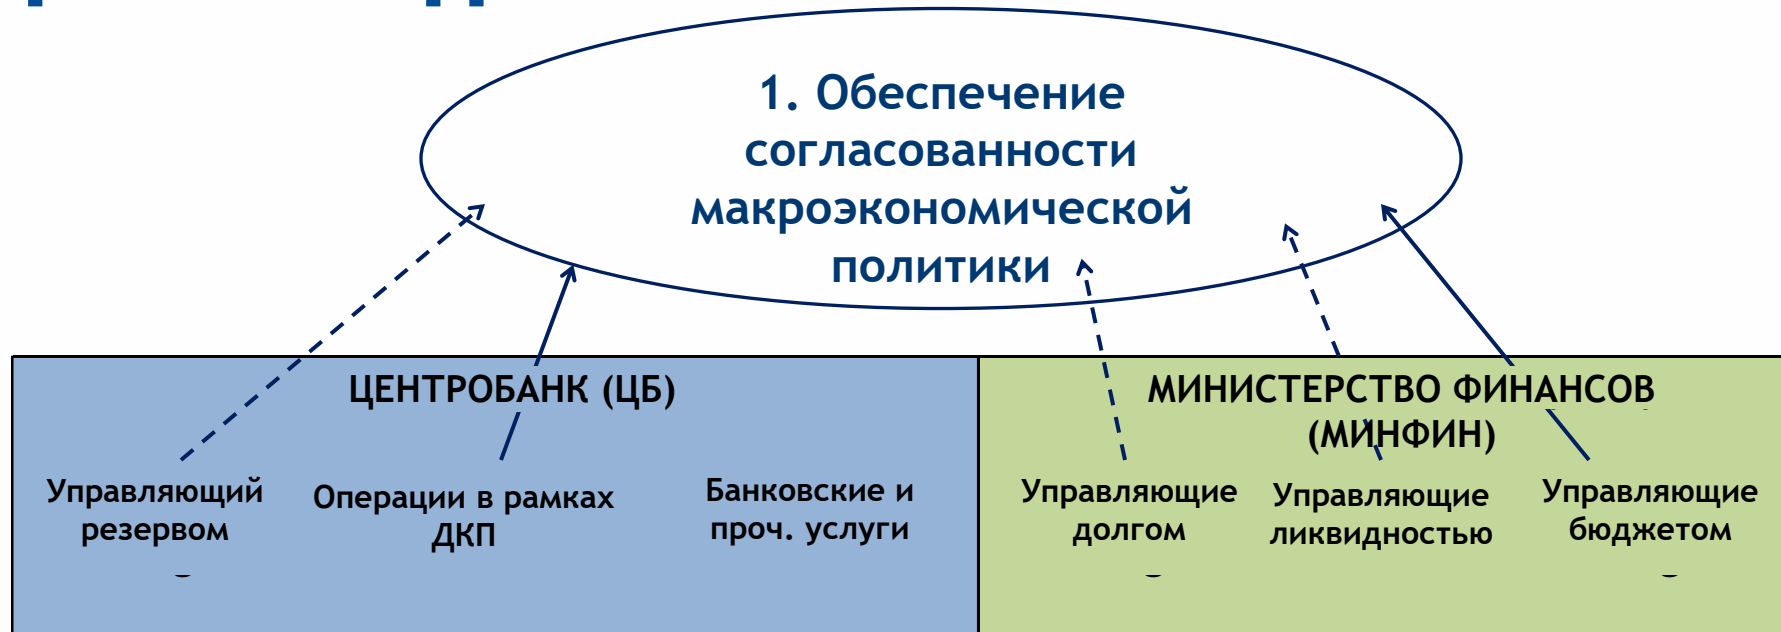 1. Обеспечение
согласованности
макроэкономической
политики
ЦЕНТРОБАНК (ЦБ)
Управляющий
резервом
Операции в рамках
ДКП
Банковские и
проч. услуги
МИНИСТЕРСТВО ФИНАНСОВ
(МИНФИН)
Управляющие
долгом
Управляющие
ликвидностью
Управляющие
бюджетом